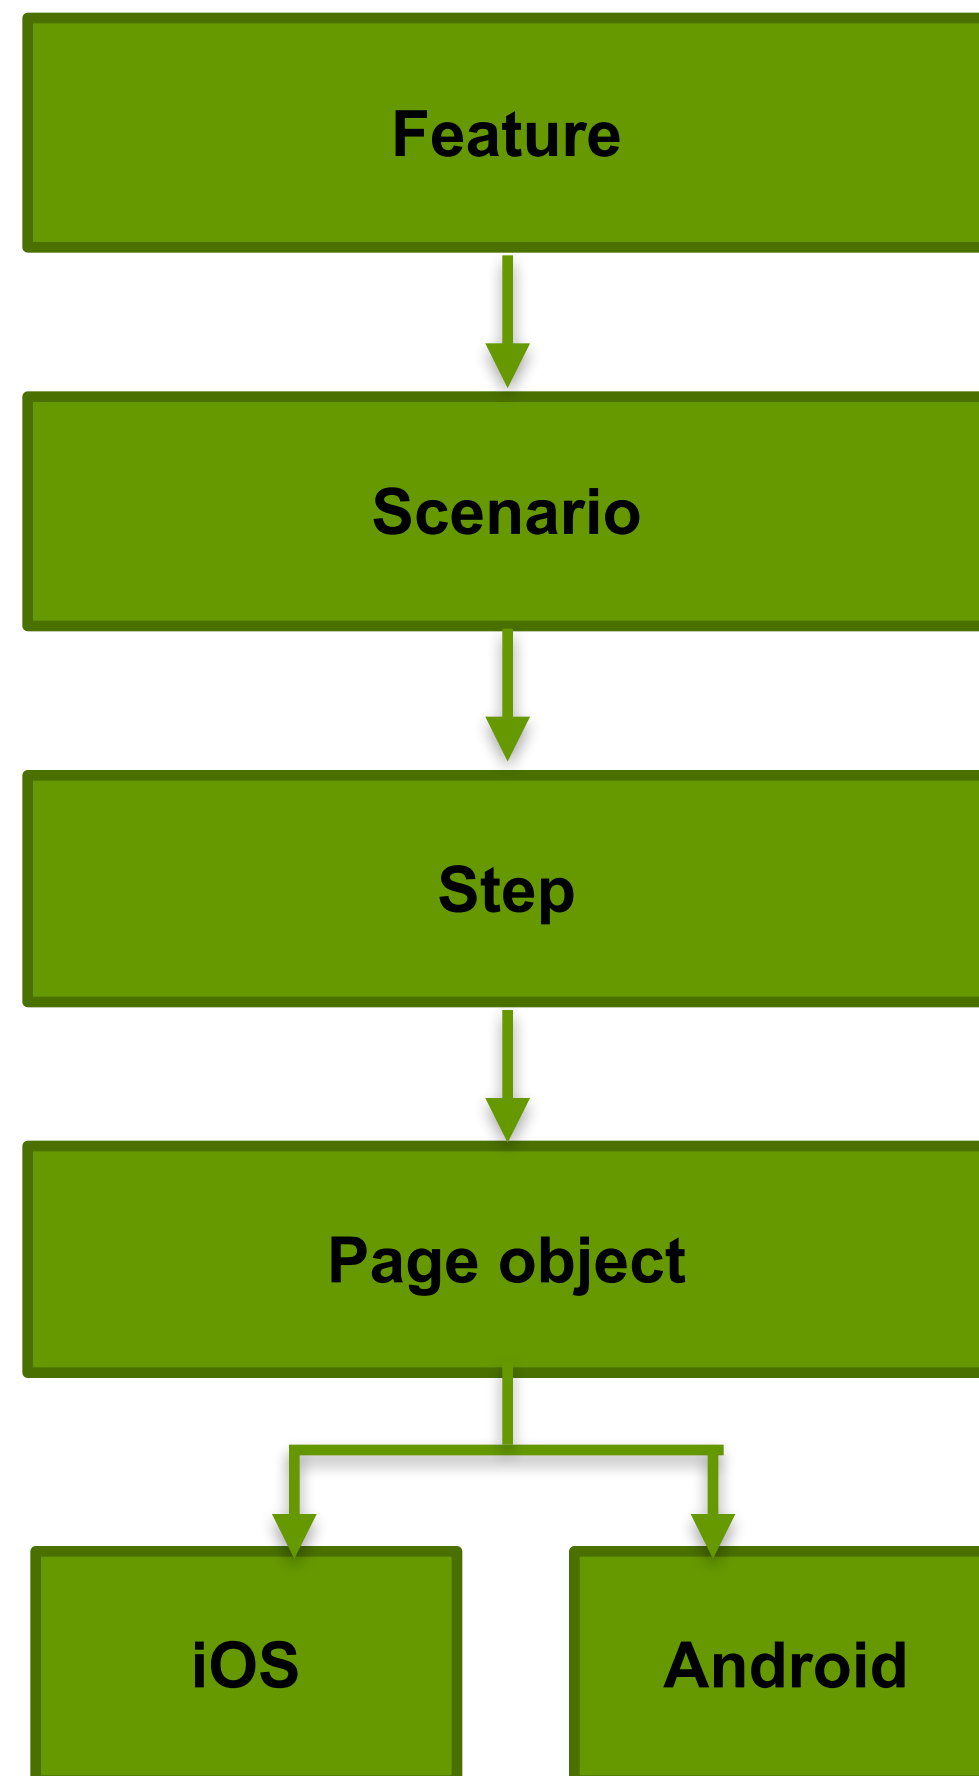 Feature
Scenario
Step
Page object
iOS
Android